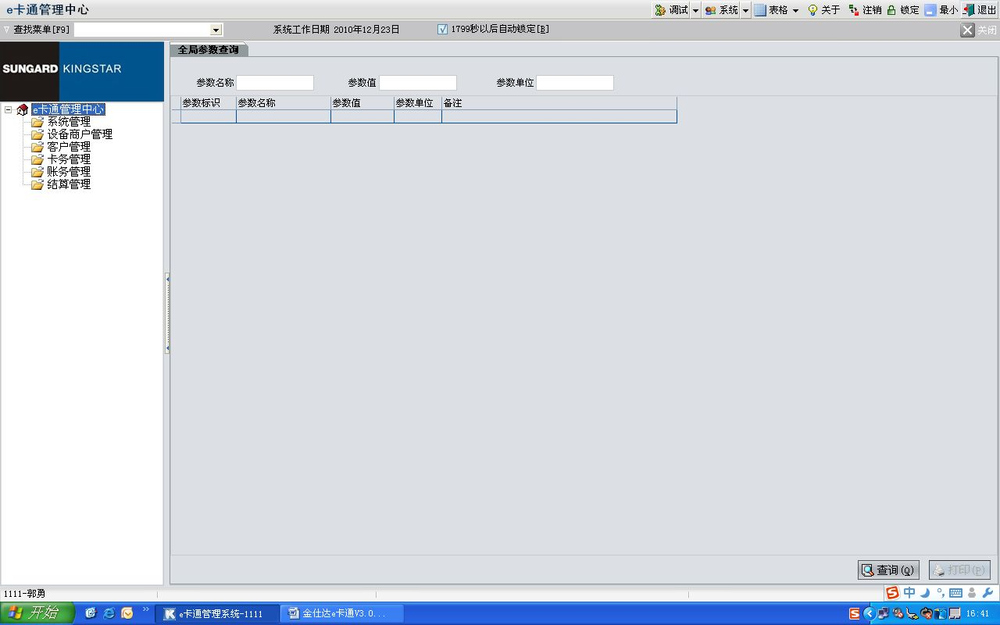 e卡通管理中心 调试 系统 表格 关于 注销 锁定 最小 退出
查找菜单[F9] 系统工作日期 2010年12月23日 1799秒以后自动锁定[B] 关闭
SUNGARD KINGSTAR
e卡通管理中心
系统管理
设备商户管理
客户管理
卡务管理
账务管理
结算管理
全局参数查询
参数名称 参数值 参数单位
参数标识 参数名称 参数值 参数单位 备注
查询(Q) 打印(P)
1111-郭勇
中
开始 e卡通管理系统-1111 金仕达e卡通V3.0... 16:41